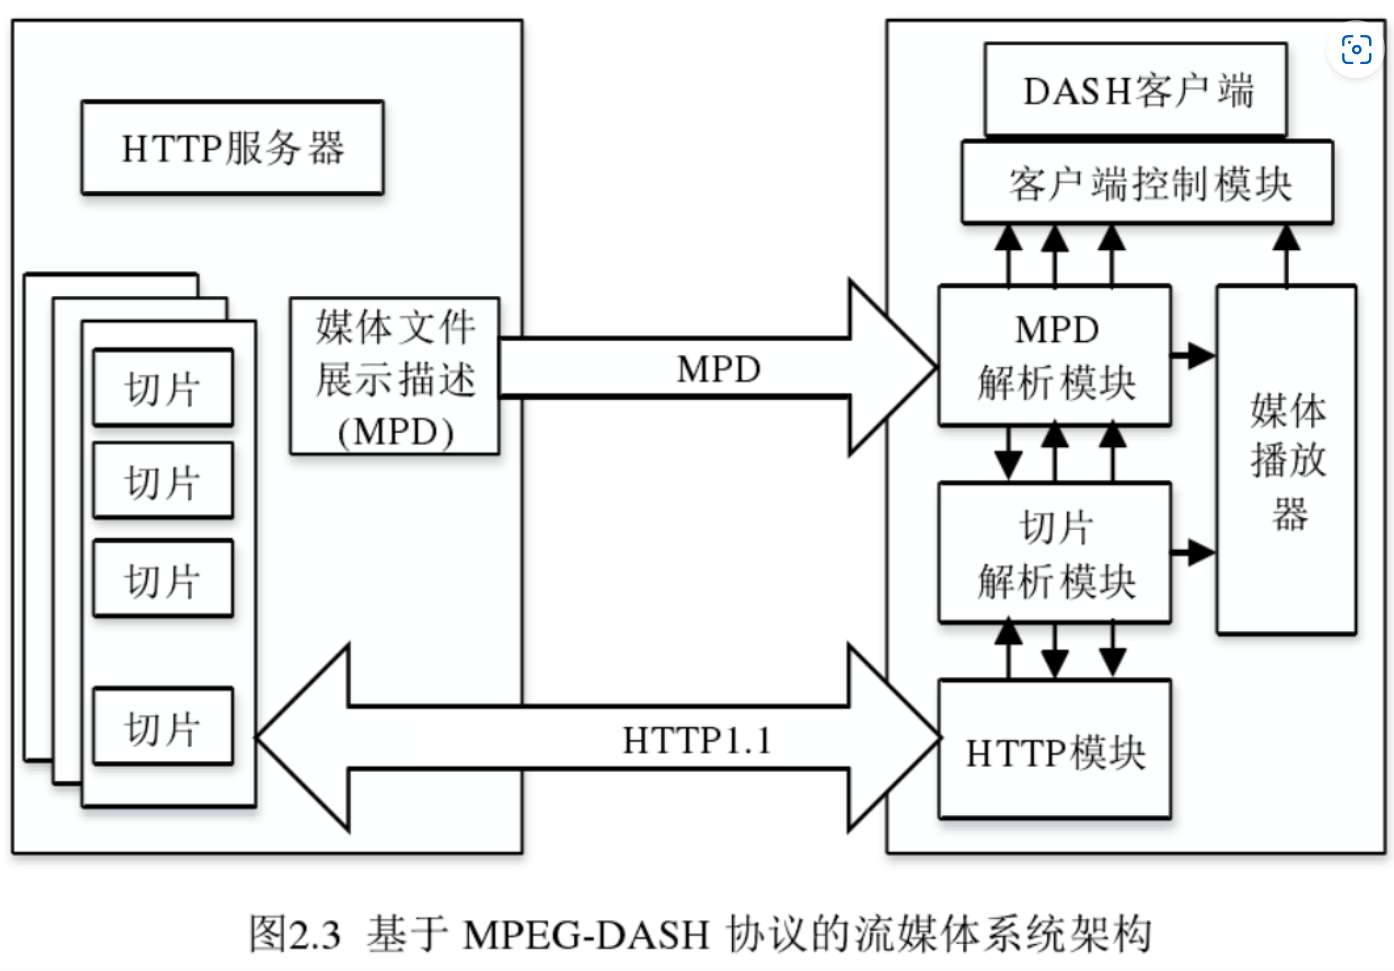 HTTP服务器
媒体文件
展示描述
(MPD)
切片
切片
切片
切片
MPD
HTTP1.1
DASH客户端
客户端控制模块
MPD
解析模块
切片
解析模块
HTTP模块
媒体
播放
器
图2.3 基于 MPEG-DASH 协议的流媒体系统架构